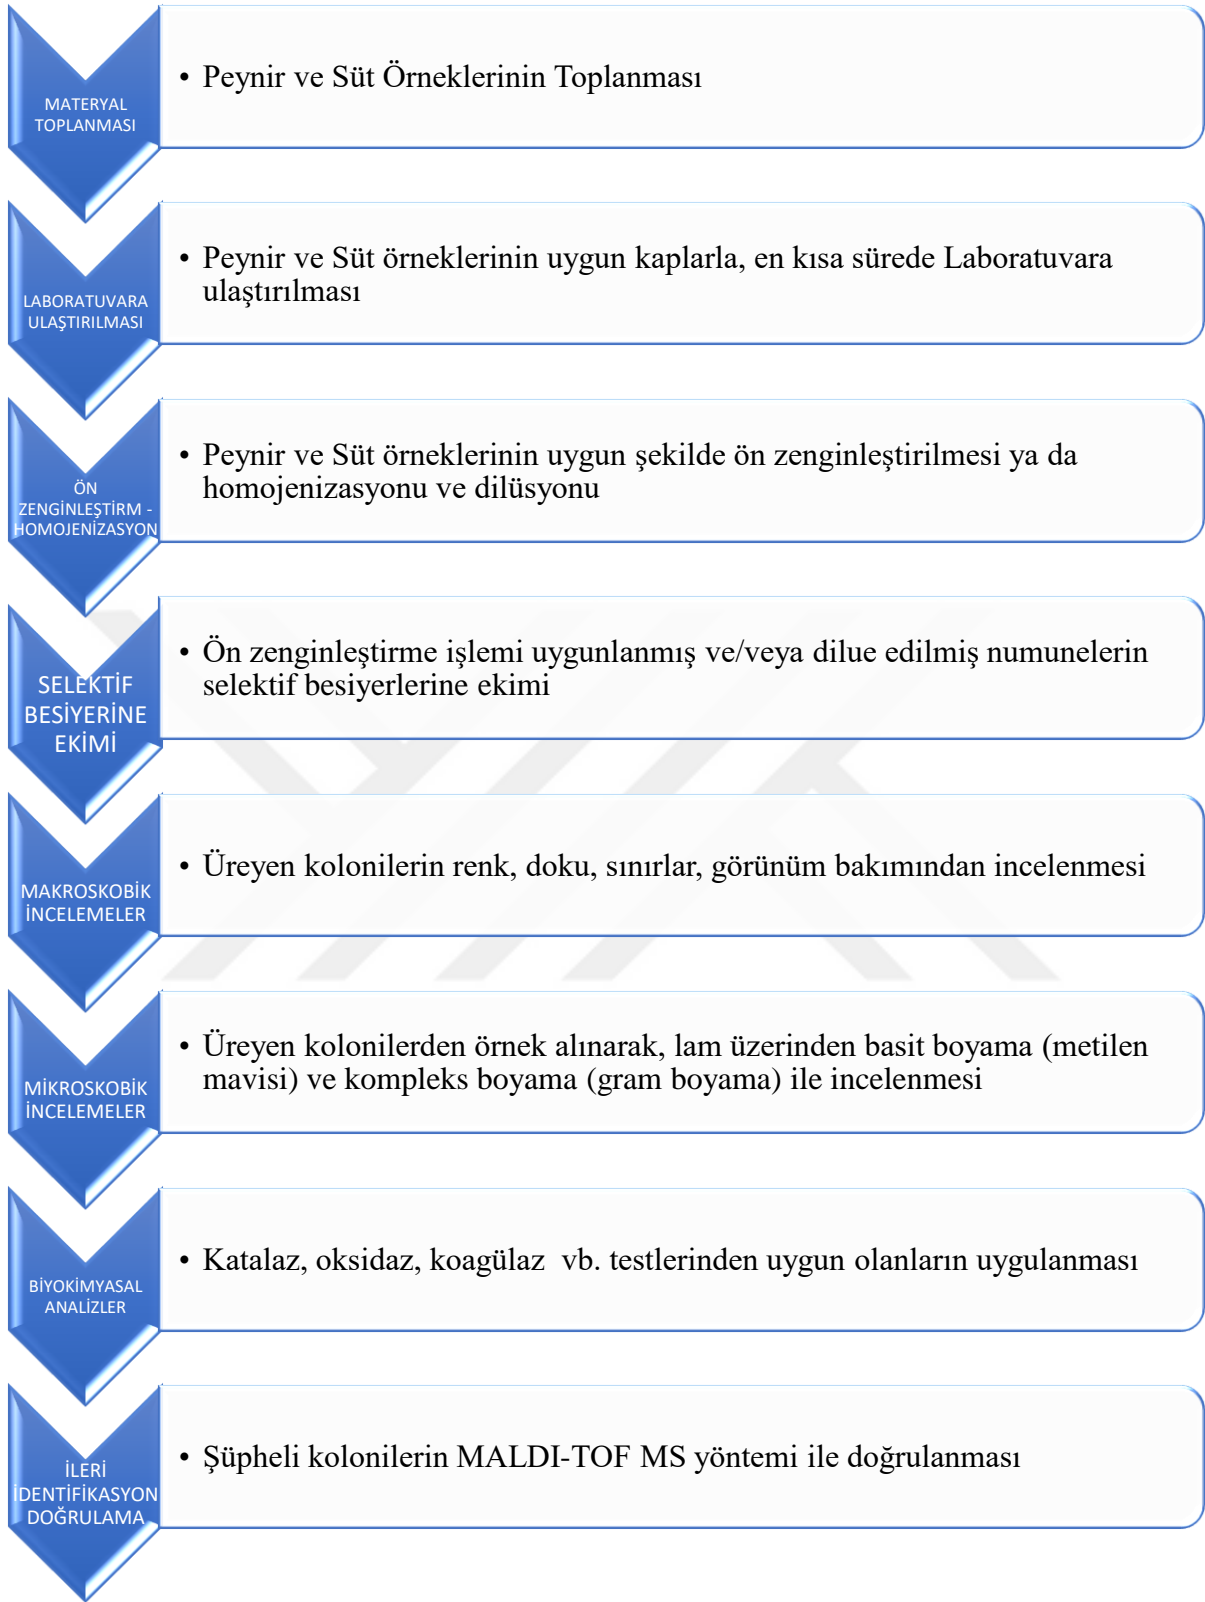 MATERYAL
TOPLANMASI
• Peynir ve Süt Örneklerinin Toplanması
LABORATUVARA
ULAŞTIRILMASI
• Peynir ve Süt örneklerinin uygun kaplarla, en kısa sürede Laboratuvara
ulaştırılması
ÖN
ZENGİNLEŞTİRM -
HOMOJENİZASYON
• Peynir ve Süt örneklerinin uygun şekilde ön zenginleştirilmesi ya da
homojenizasyonu ve dilüsyonu
SELEKTİF
BESİYERİNE
EKİMİ
• Ön zenginleştirme işlemi uygunlanmış ve/veya dilue edilmiş numunelerin
selektif besiyerlerine ekimi
MAKROSKOBİK
İNCELEMELER
• Üreyen kolonilerin renk, doku, sınırlar, görünüm bakımından incelenmesi
MİKROSKOBİK
İNCELEMELER
• Üreyen kolonilerden örnek alınarak, lam üzerinden basit boyama (metilen
mavisi) ve kompleks boyama (gram boyama) ile incelenmesi
BİYOKİMYASAL
ANALİZLER
• Katalaz, oksidaz, koagülaz  vb. testlerinden uygun olanların uygulanması
İLERİ
İDENTİFİKASYON
DOĞRULAMA
• Şüpheli kolonilerin MALDI-TOF MS yöntemi ile doğrulanması